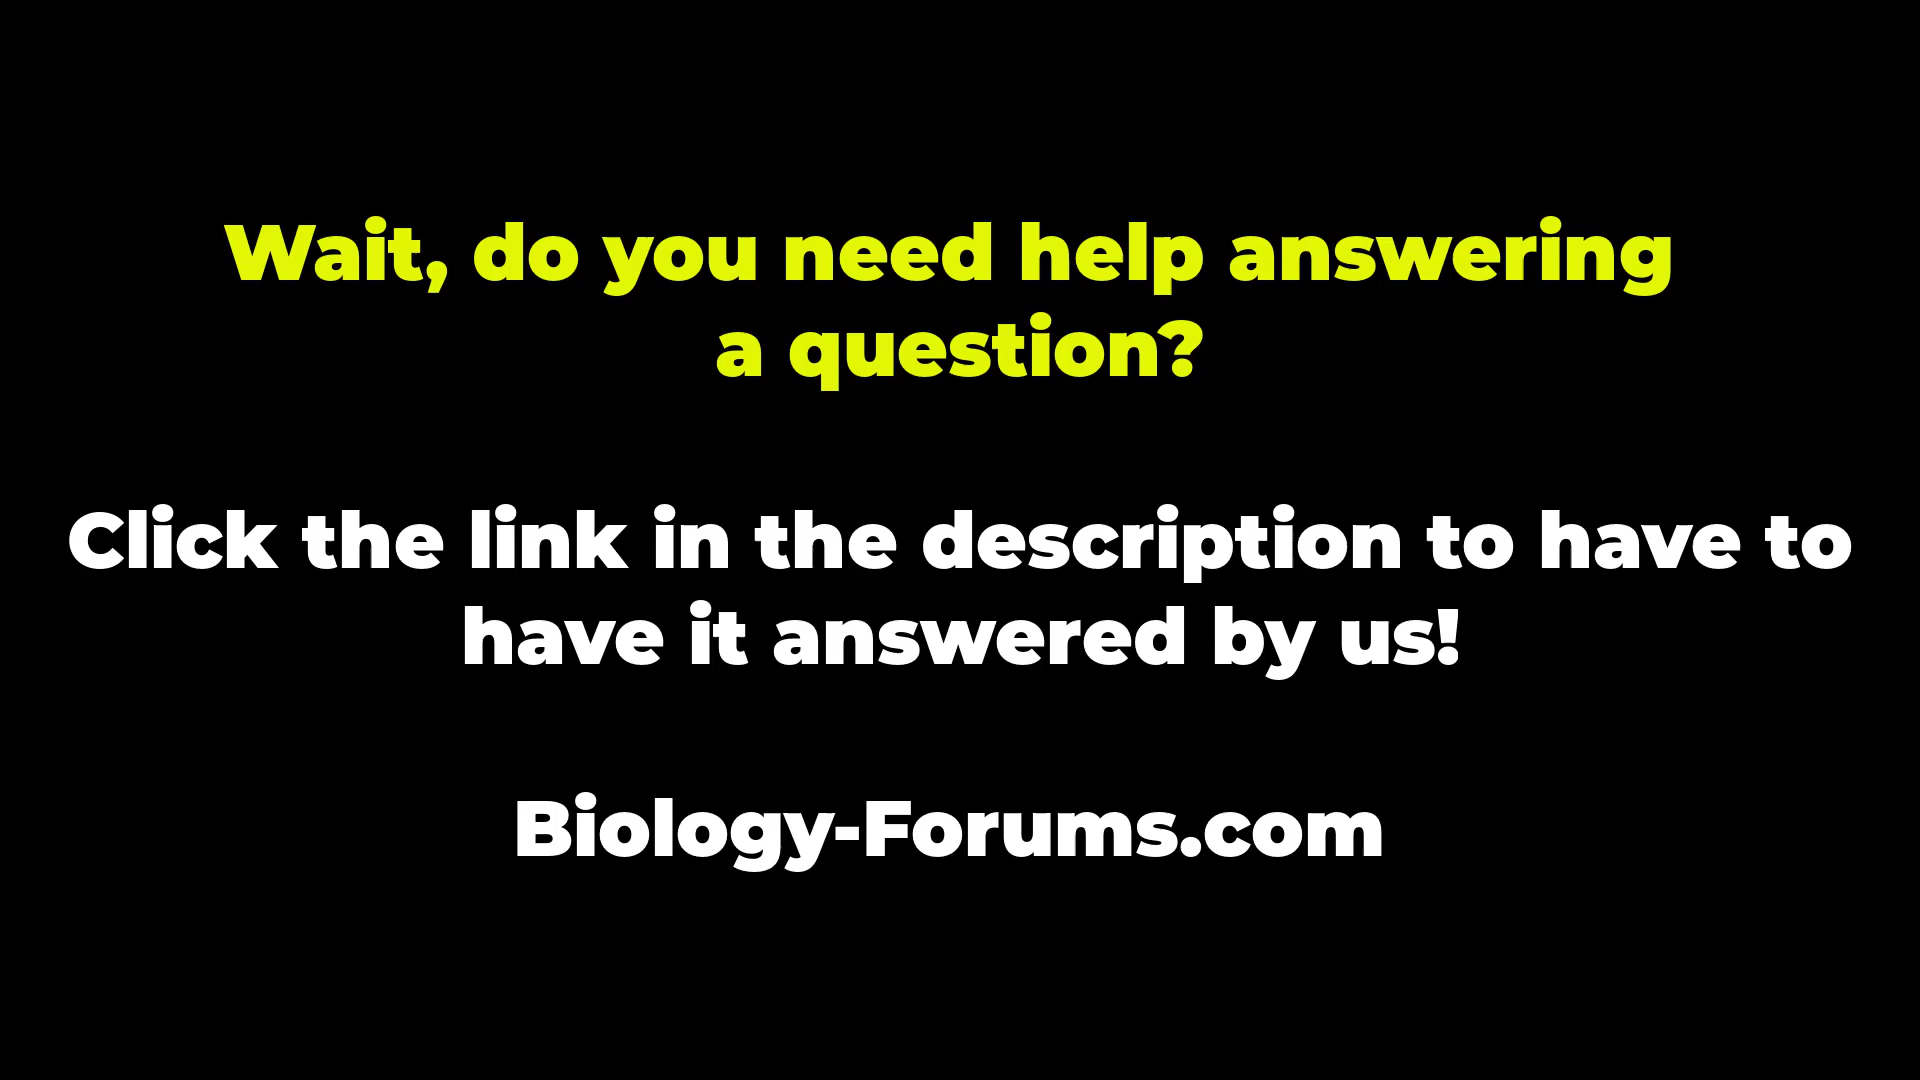 Wait, do you need help answering
a question?
Click the link in the description to have to
have it answered by us!
Biology-Forums.com